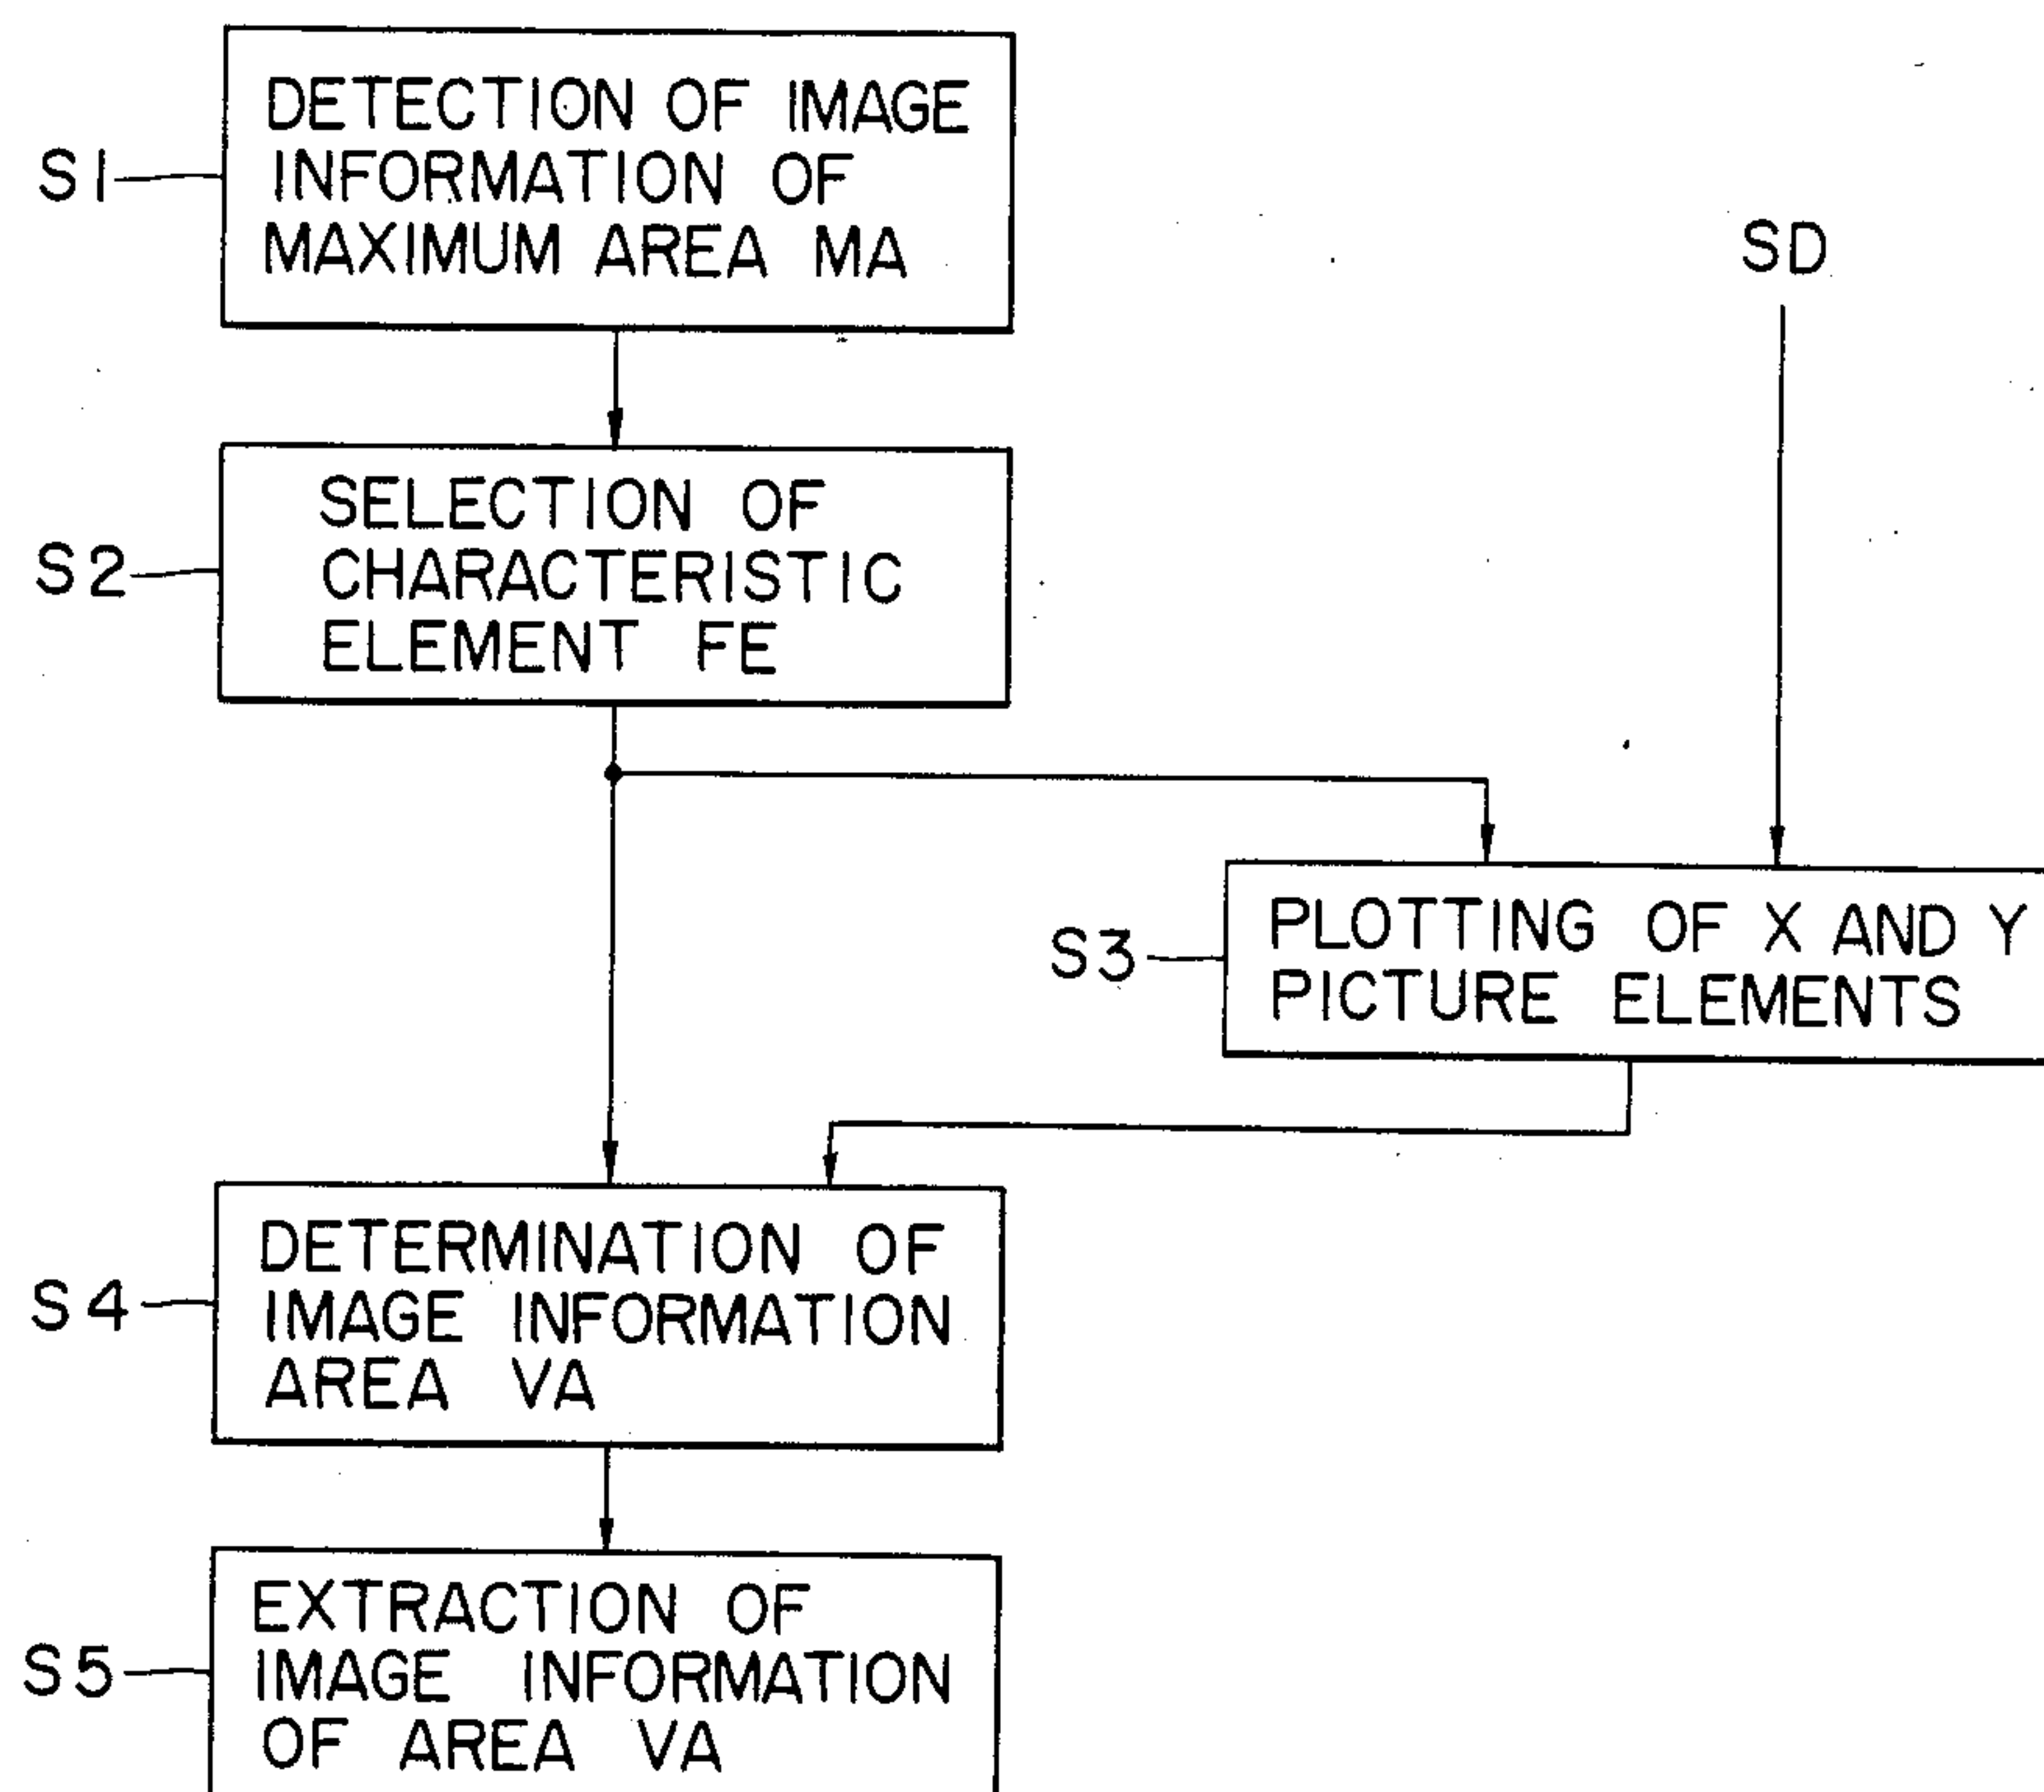 S1
DETECTION OF IMAGE
INFORMATION OF
MAXIMUM AREA MA
SD
S2
SELECTION OF
CHARACTERISTIC
ELEMENT FE
S3
PLOTTING OF X AND Y
PICTURE ELEMENTS
S4
DETERMINATION OF
IMAGE INFORMATION
AREA VA
S5
EXTRACTION OF
IMAGE INFORMATION
OF AREA VA